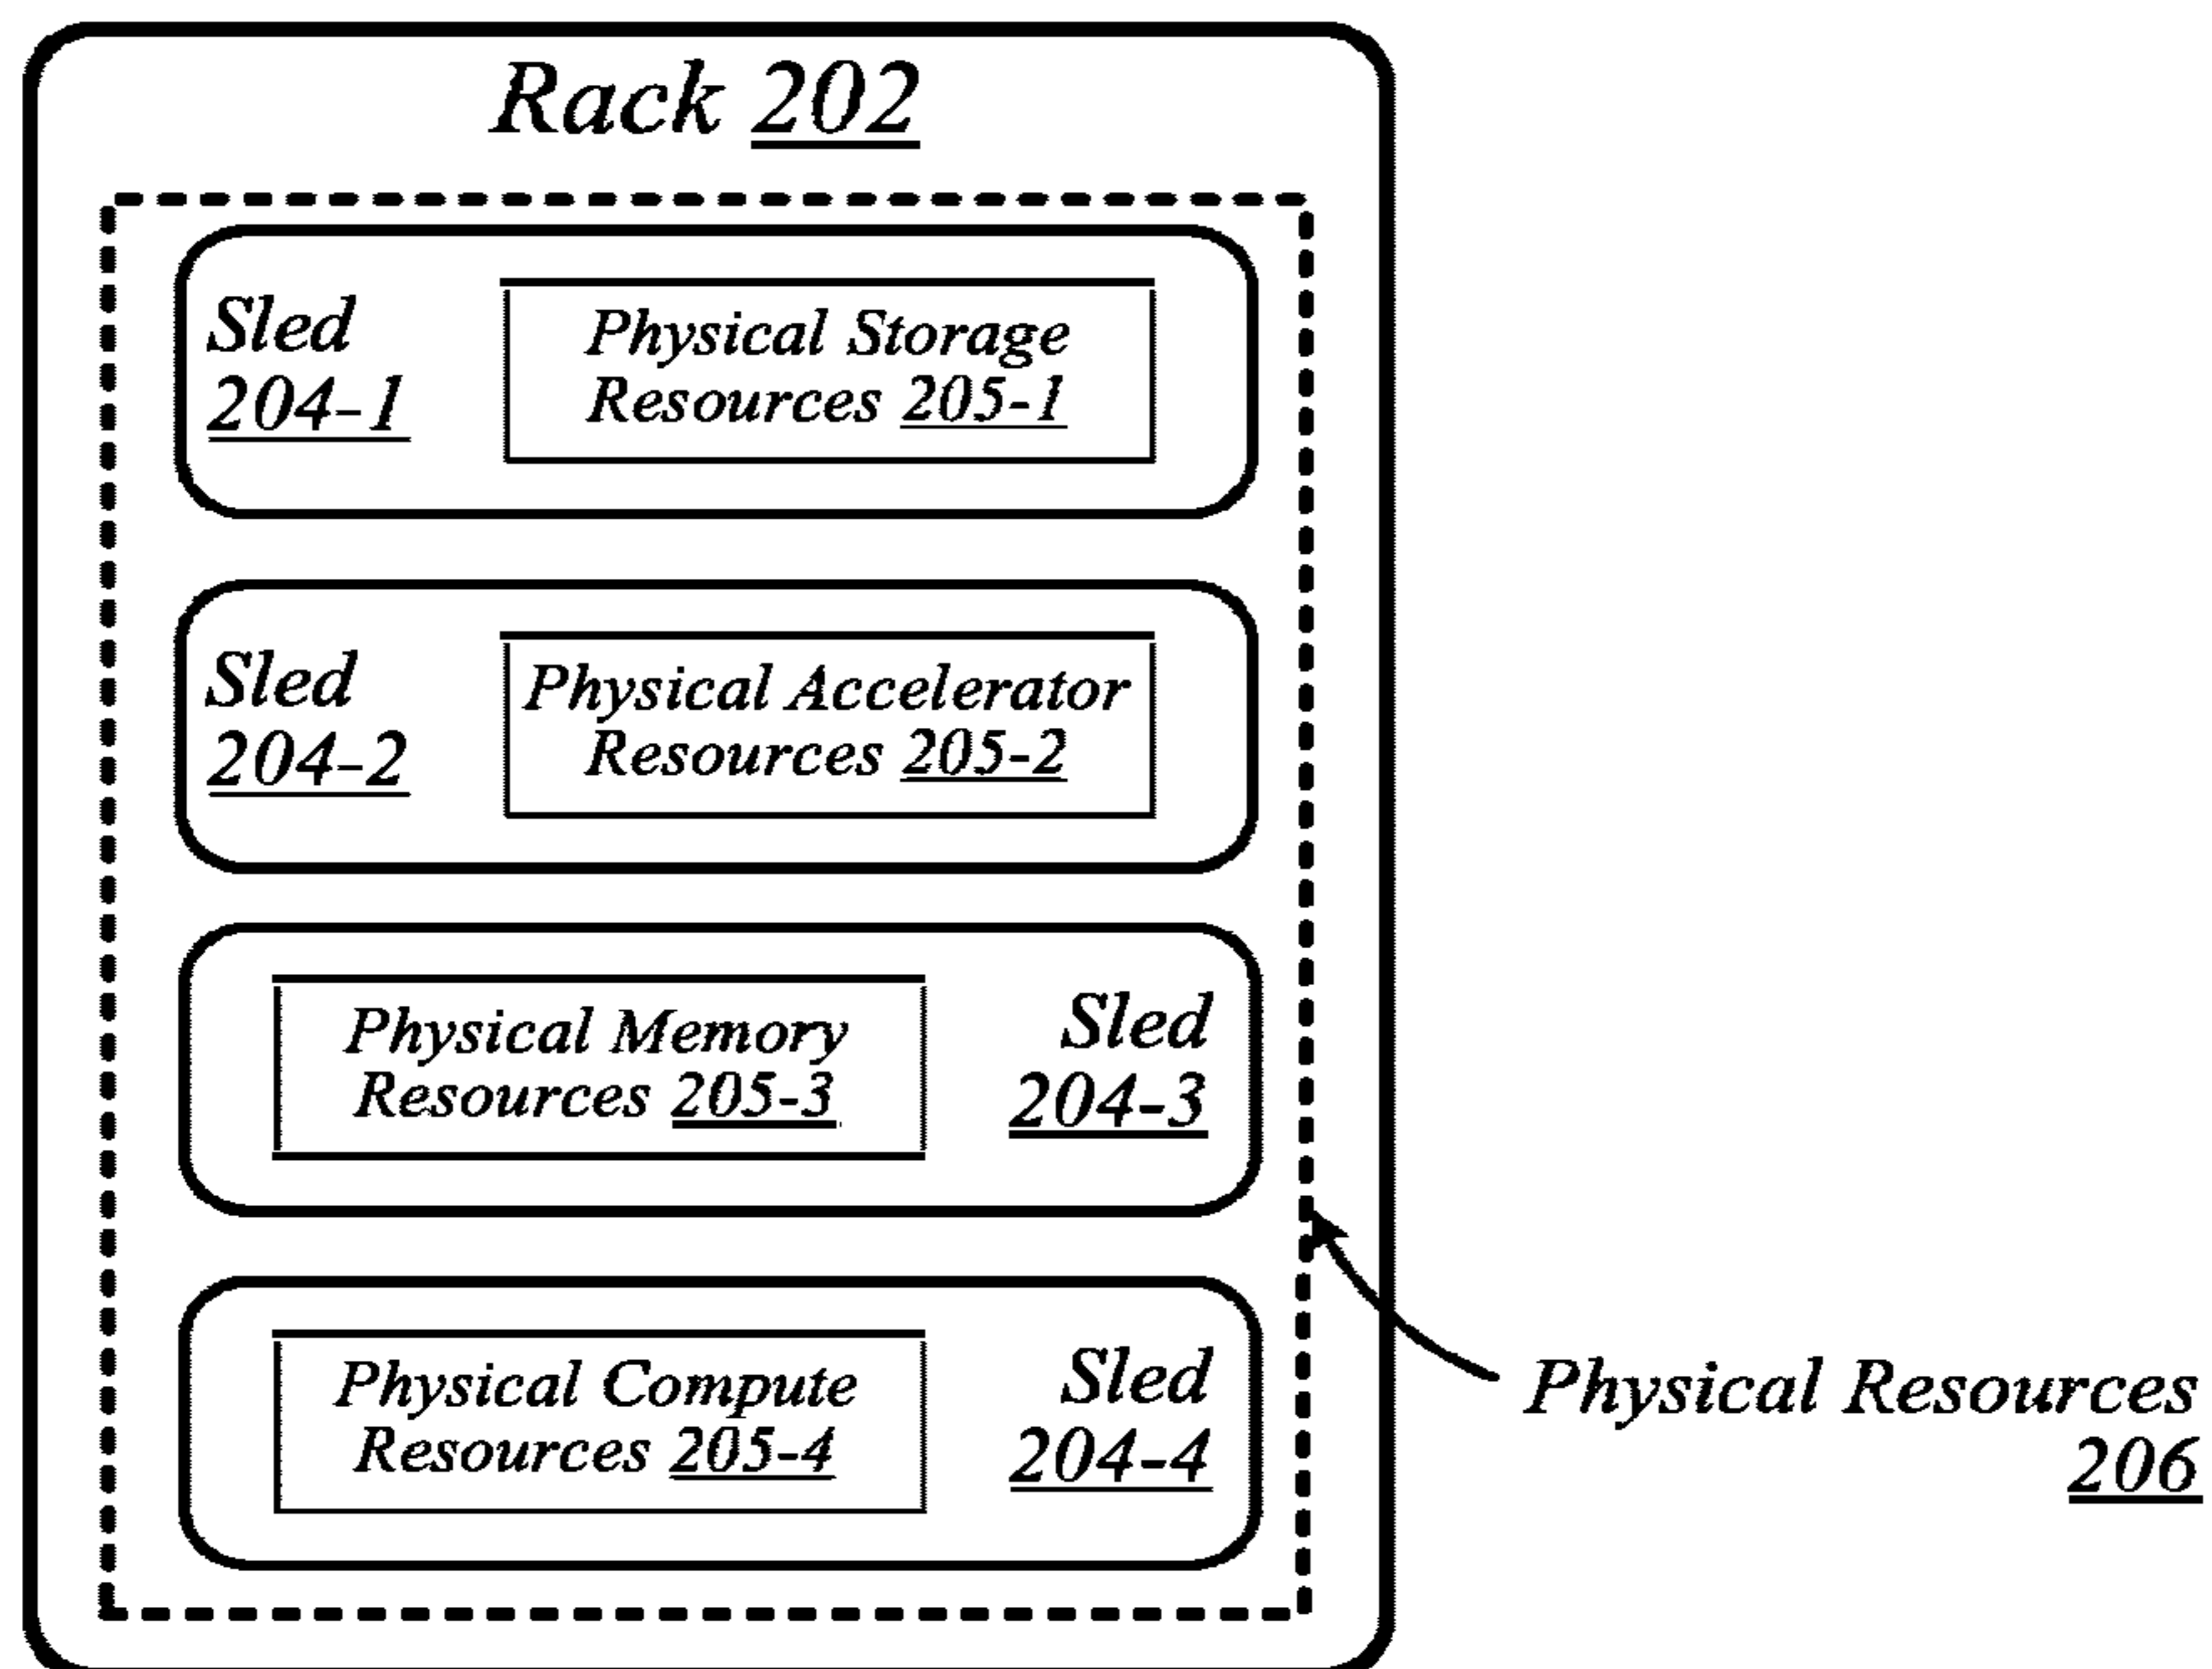 Rack 202
Sled
204-1
Physical Storage
Resources 205-1
Sled
204-2
Physical Accelerator
Resources 205-2
Physical Memory
Resources 205-3
Sled
204-3
Physical Compute
Resources 205-4
Sled
204-4
Physical Resources
206